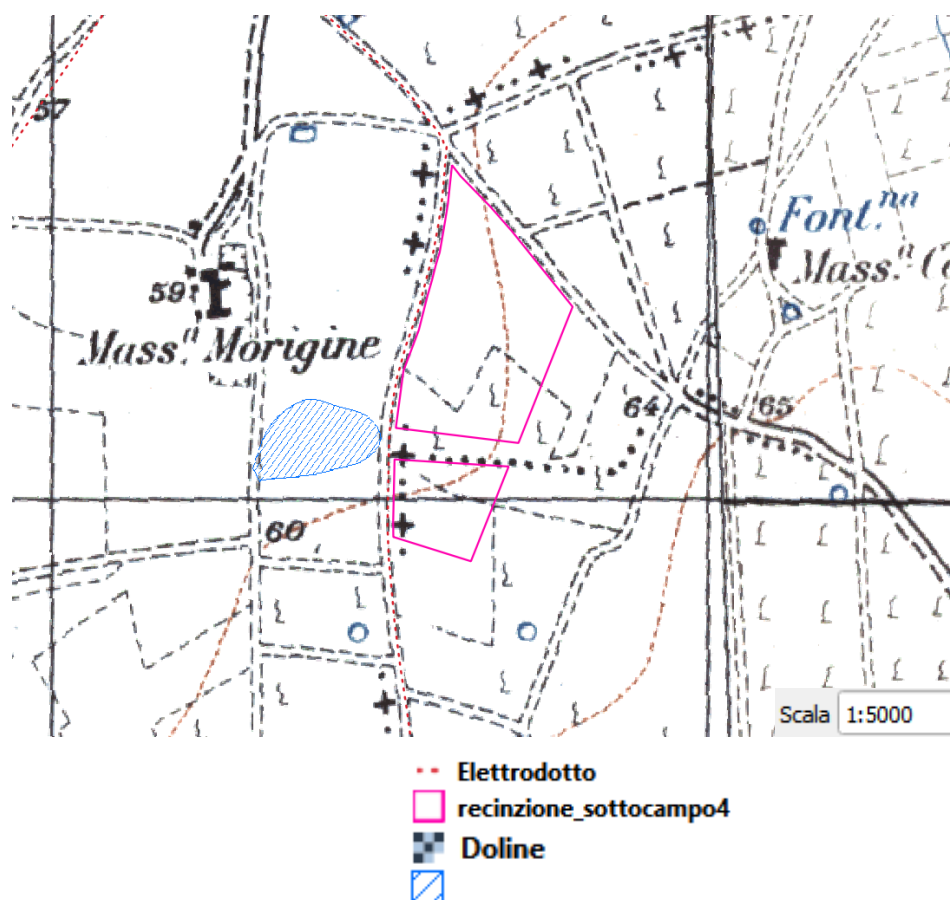 57
Font.na
Mass.a
59
Mass.a Morigine
64
65
60
Scala 1:5000
Elettrodotto
recinzione_sottocampo4
Doline